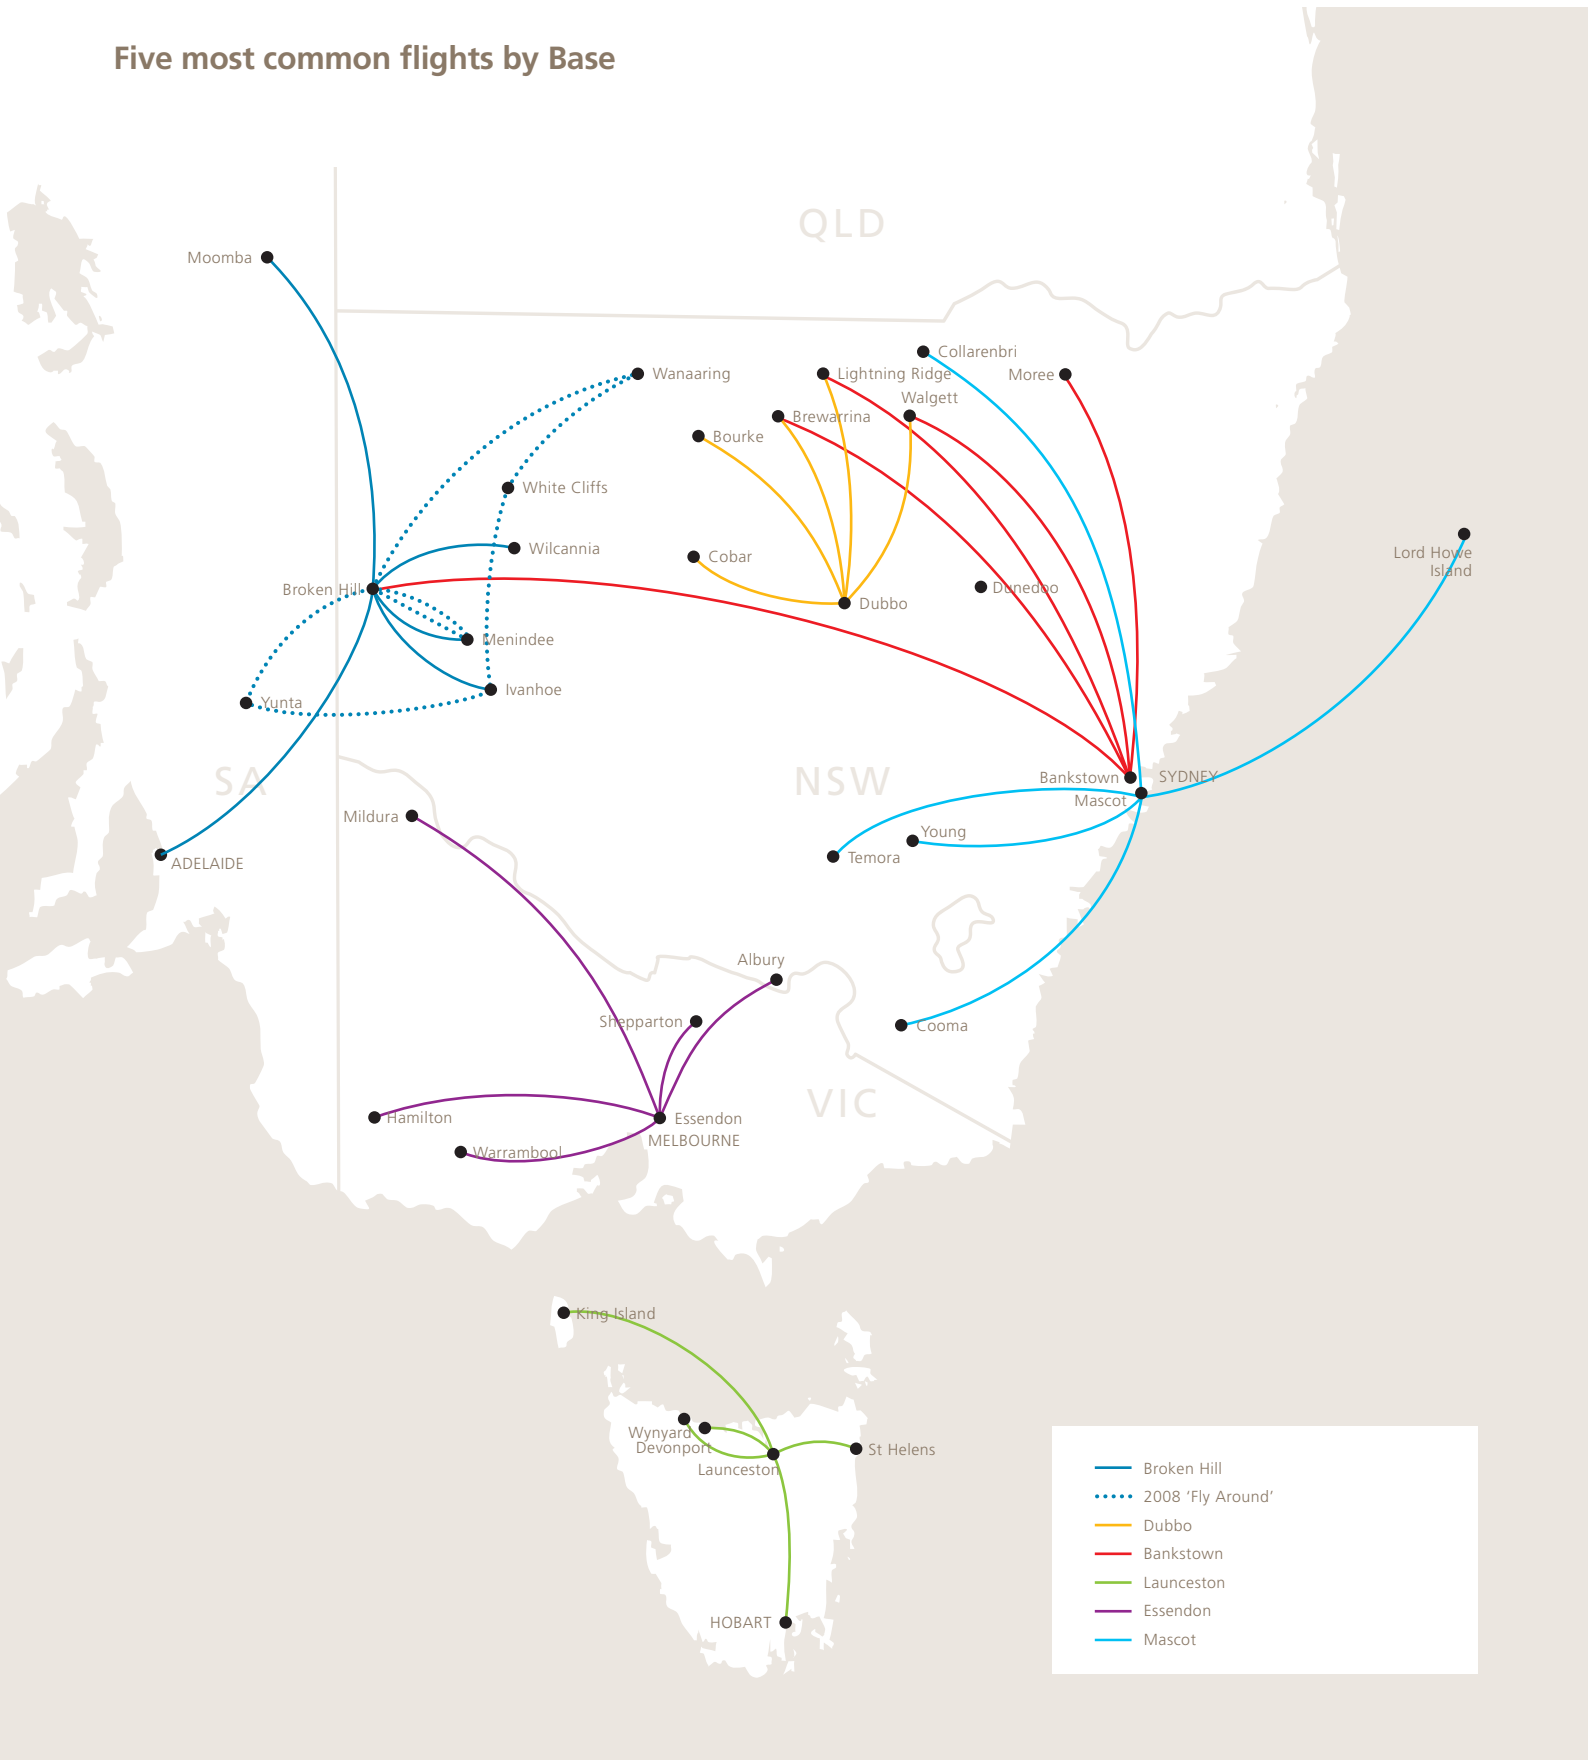 Five most common flights by Base
QLD
Moomba
Collarenbri
Wanaaring
Lightning Ridge
Moree
Walgett
Brewarrina
Bourke
White Cliffs
Wilcannia
Lord Howe
Island
Cobar
Broken Hill
Dunedoo
Dubbo
Menindee
Ivanhoe
Yunta
SA
NSW
Bankstown
SYDNEY
Mascot
Mildura
Young
Temora
ADELAIDE
Albury
Shepparton
Cooma
VIC
Hamilton
Essendon
MELBOURNE
Warrambool
King Island
Wynyard
Devonport
St Helens
Launceston
HOBART
Broken Hill
2008 ‘Fly Around’
Dubbo
Bankstown
Launceston
Essendon
Mascot